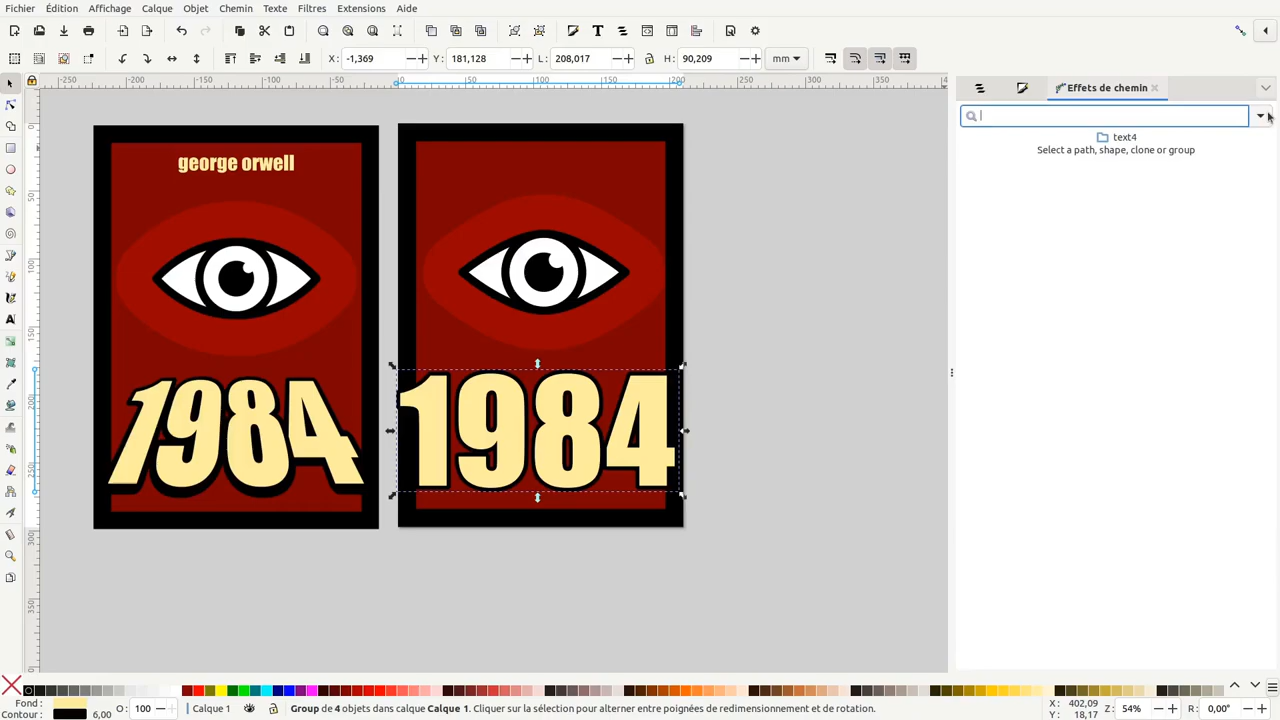 Fichier Édition Affichage Calque Objet Chemin Texte Filtres Extensions Aide
X: -1,369 Y: 181,128 L: 208,017 H: 90,209 mm
Effets de chemin
text4
Select a path, shape, clone or group
george orwell
1984
1984
Fond :
Contour : 6,00
O: 100
Calque 1
Group de 4 objets dans calque Calque 1. Cliquer sur la sélection pour alterner entre poignées de redimensionnement et de rotation.
X: 402,09
Y: 18,17
Z: 54%
R: 0,00°